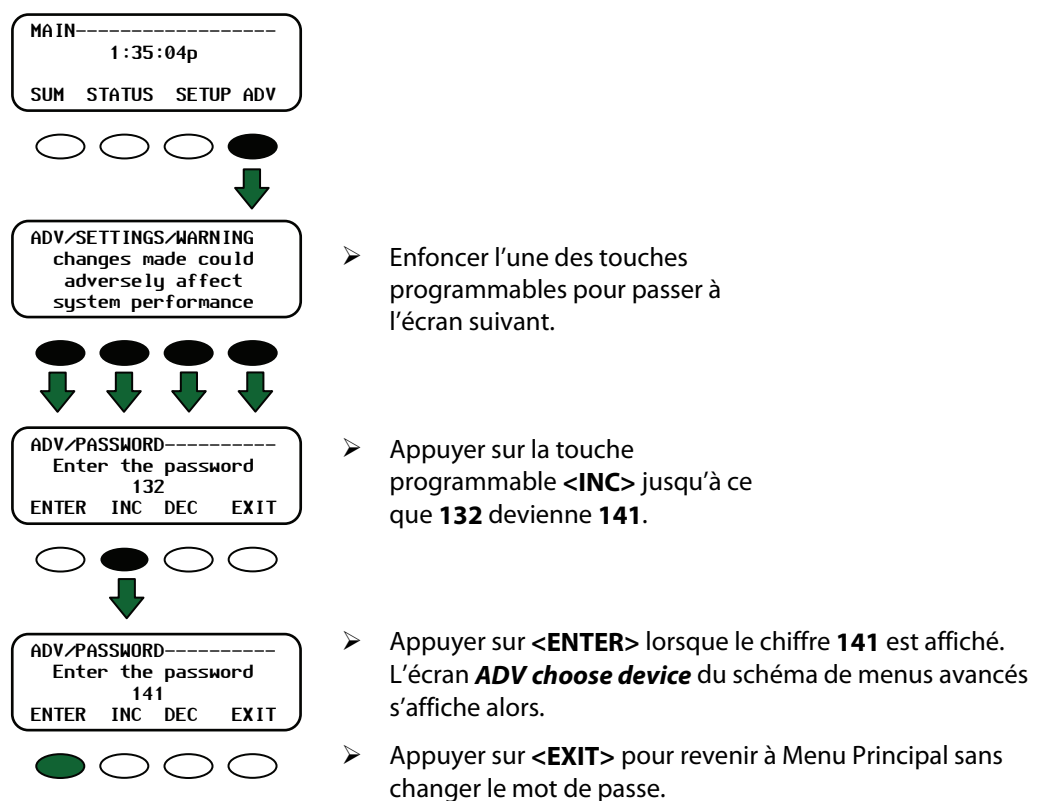 MAIN-------------------
1:35:04p
SUM STATUS SETUP ADV
ADV/SETTINGS/WARNING
changes made could
adversely affect
system performance
➢ Enfoncer l’une des touches
programmables pour passer à
l’écran suivant.
ADV/PASSWORD----------
Enter the password
132
ENTER INC DEC EXIT
➢ Appuyer sur la touche
programmable <INC> jusqu’à ce
que 132 devienne 141.
ADV/PASSWORD----------
Enter the password
141
ENTER INC DEC EXIT
➢ Appuyer sur <ENTER> lorsque le chiffre 141 est affiché.
L’écran ADV choose device du schéma de menus avancés
s’affiche alors.
➢ Appuyer sur <EXIT> pour revenir à Menu Principal sans
changer le mot de passe.